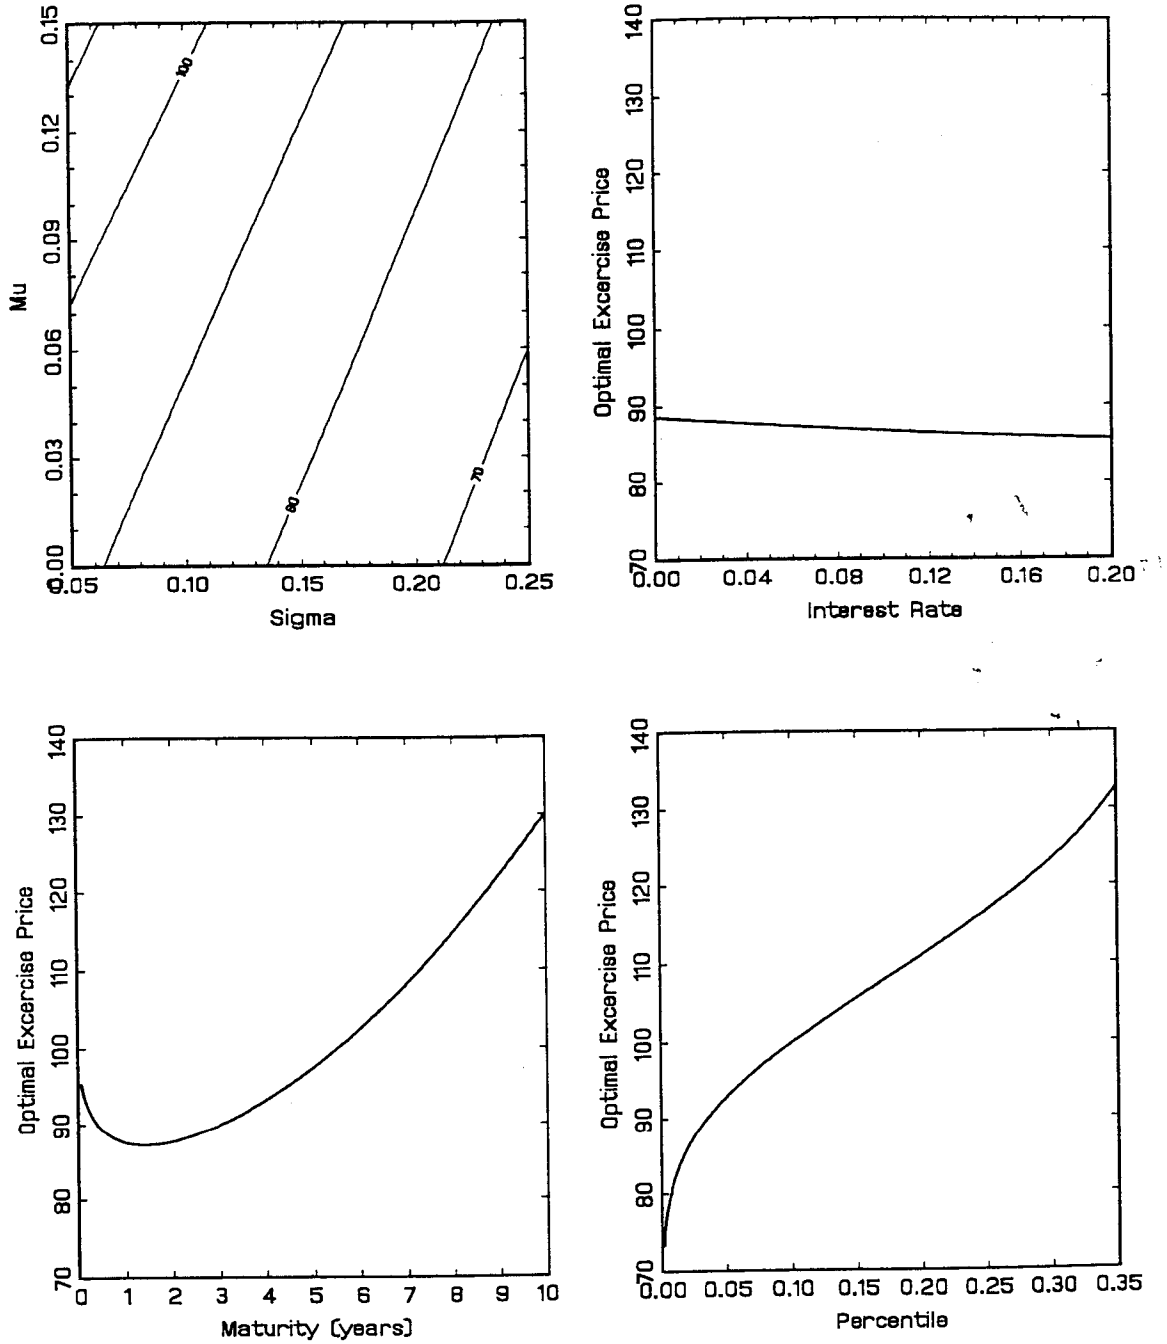 0.15
0.12
0.09
0.06
0.03
0.00
Mu
100
80
70
0.05 0.10 0.15 0.20 0.25
Sigma
140
130
120
110
100
90
80
70
Optimal Excercise Price
0.00 0.04 0.08 0.12 0.16 0.20
Interest Rate
140
130
120
110
100
90
80
70
Optimal Excercise Price
0 1 2 3 4 5 6 7 8 9 10
Maturity (years)
140
130
120
110
100
90
80
70
Optimal Excercise Price
0.00 0.05 0.10 0.15 0.20 0.25 0.30 0.35
Percentile